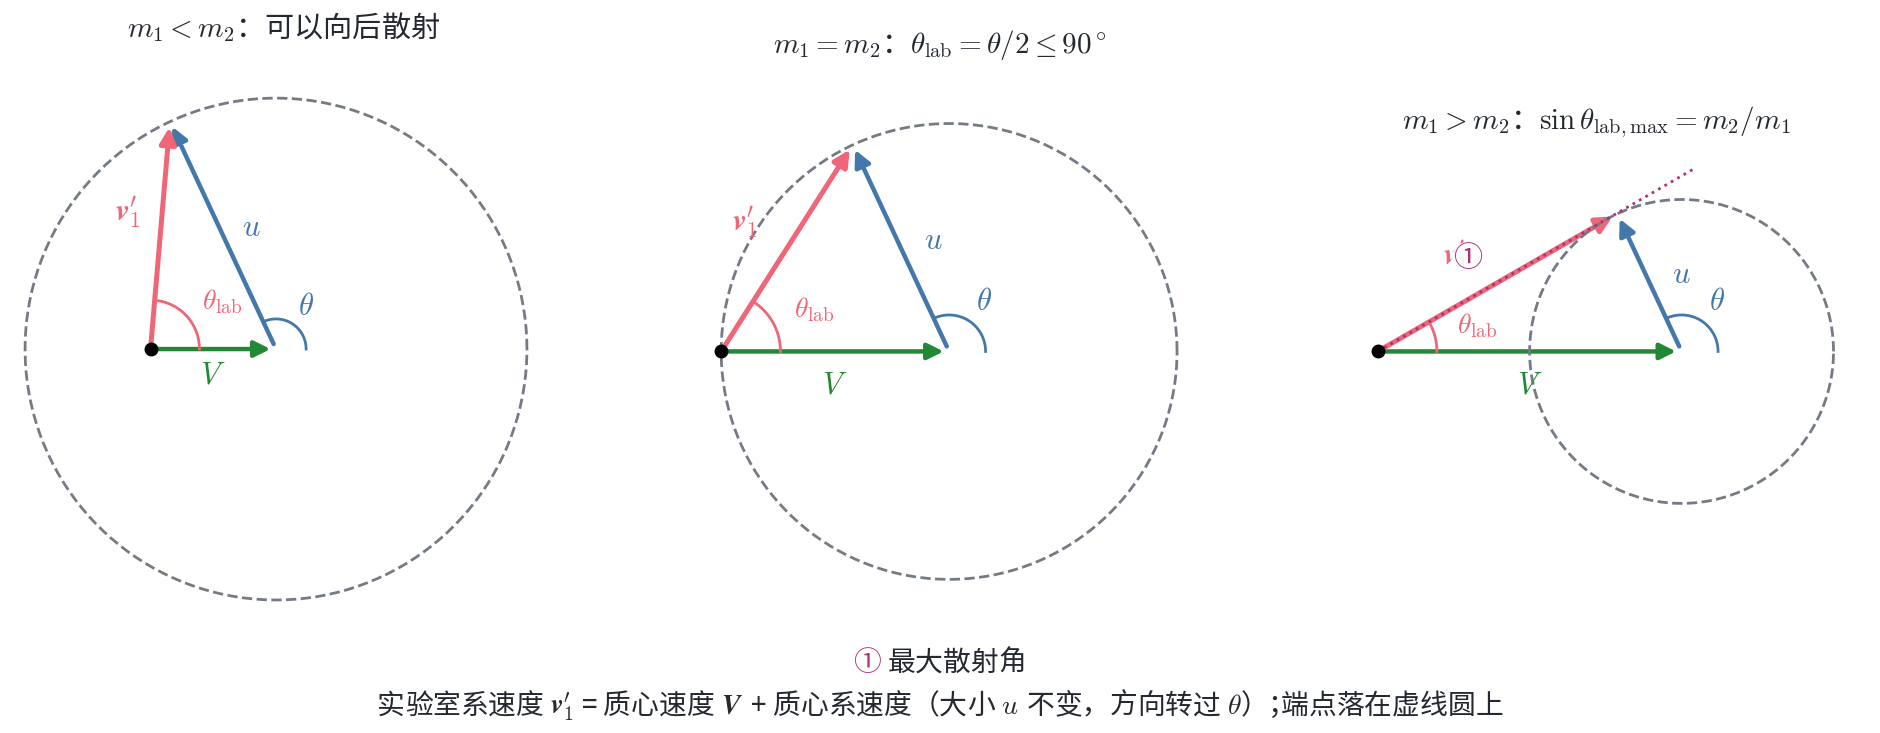 m₁ < m₂：可以向后散射
v′₁
u
θ_lab
θ
V
m₁ = m₂：θ_lab = θ/2 ≤ 90°
v′₁
u
θ_lab
θ
V
m₁ > m₂：sin θ_lab, max = m₂/m₁
①
u
θ_lab
θ
V
① 最大散射角
实验室系速度 v′₁ = 质心速度 V + 质心系速度（大小 u 不变，方向转过 θ）；端点落在虚线圆上